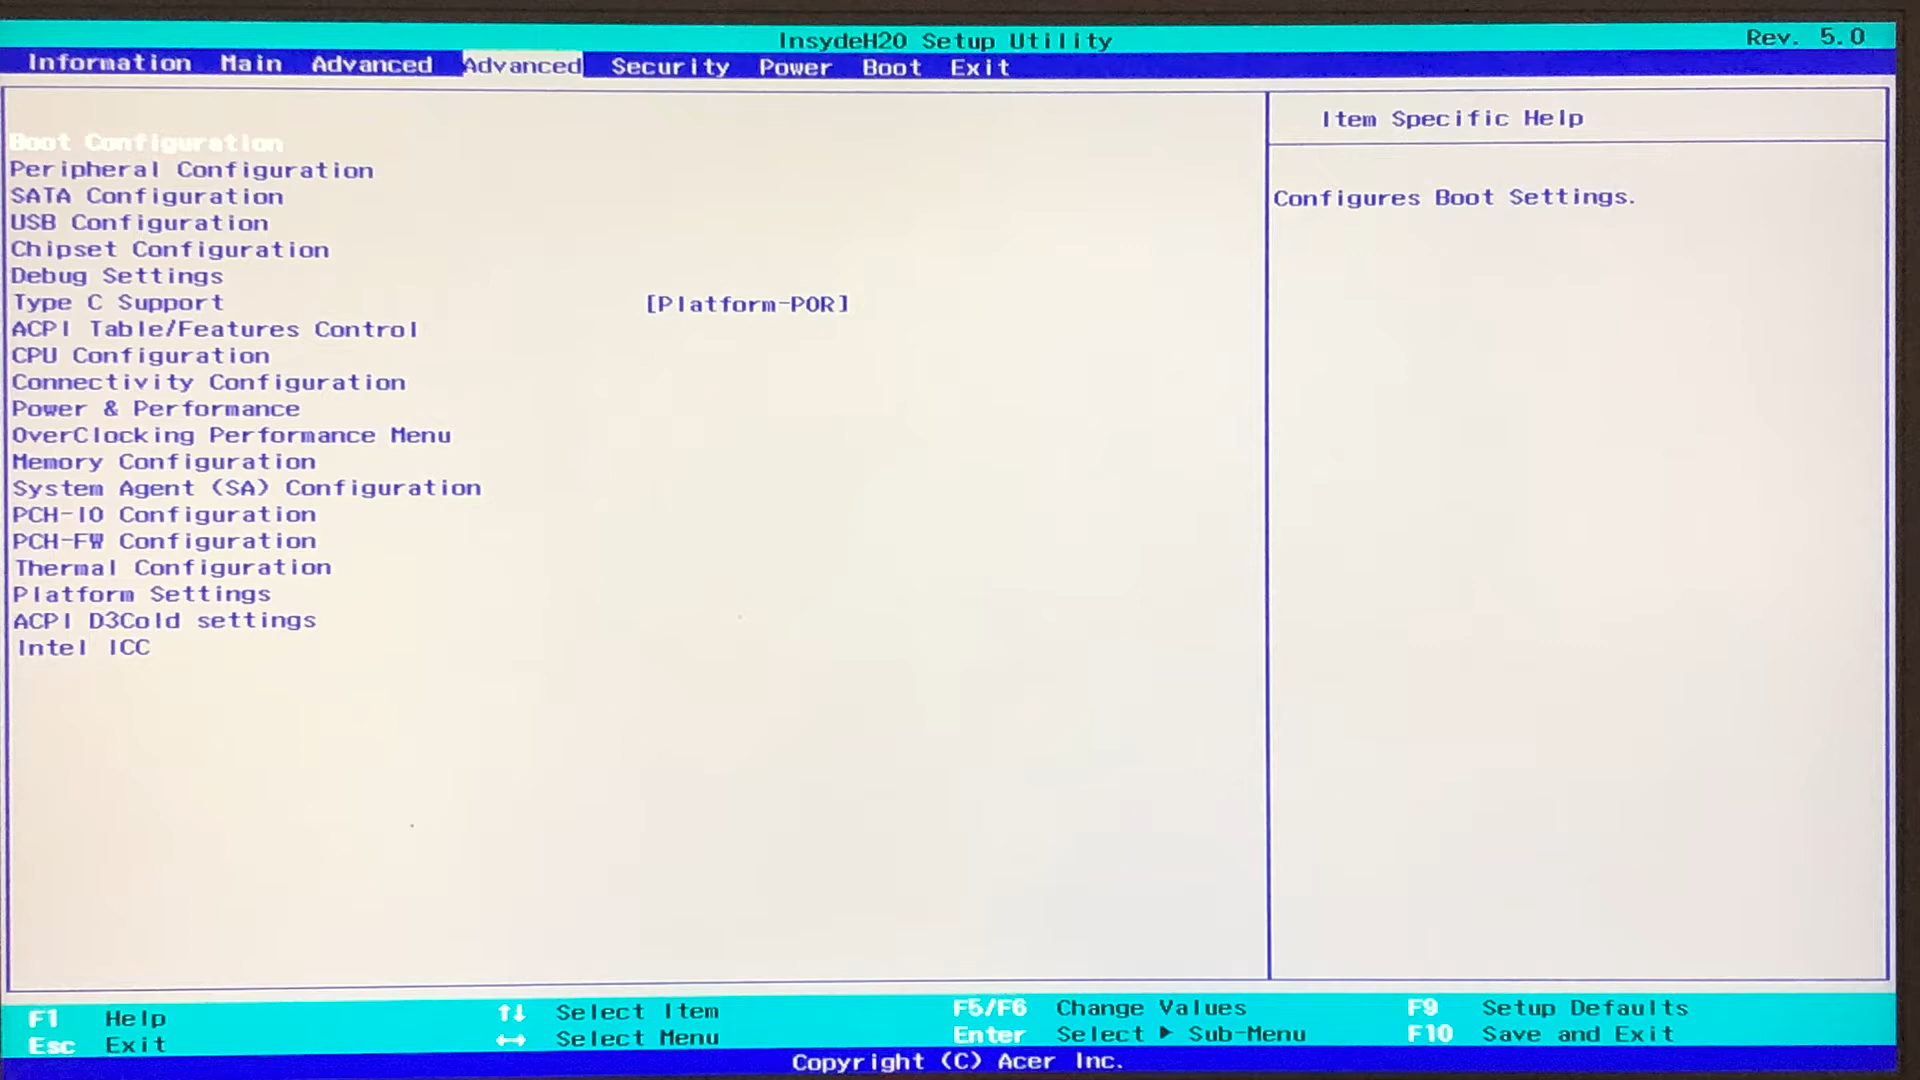 InsydeH20 Setup Utility Rev. 5.0
Information Main Advanced Advanced Security Power Boot Exit
Item Specific Help
Boot Configuration
Peripheral Configuration
SATA Configuration
USB Configuration
Chipset Configuration
Debug Settings
Type C Support [Platform-POR]
ACPI Table/Features Control
CPU Configuration
Connectivity Configuration
Power & Performance
OverClocking Performance Menu
Memory Configuration
System Agent (SA) Configuration
PCH-IO Configuration
PCH-FW Configuration
Thermal Configuration
Platform Settings
ACPI D3Cold settings
Intel ICC
Configures Boot Settings.
F1 Help ↑↓ Select Item F5/F6 Change Values F9 Setup Defaults
Esc Exit ↔ Select Menu Enter Select ▶ Sub-Menu F10 Save and Exit
Copyright (C) Acer Inc.